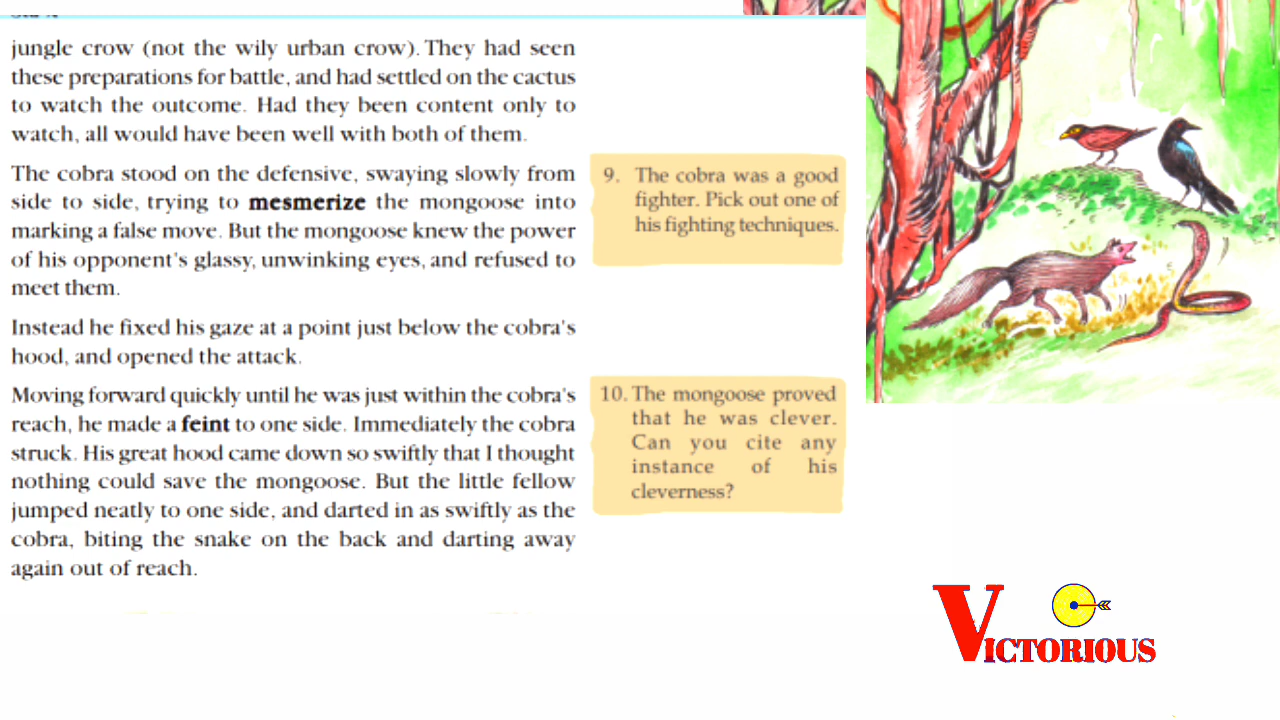 jungle crow (not the wily urban crow). They had seen
these preparations for battle, and had settled on the cactus
to watch the outcome. Had they been content only to
watch, all would have been well with both of them.
The cobra stood on the defensive, swaying slowly from
side to side, trying to mesmerize the mongoose into
marking a false move. But the mongoose knew the power
of his opponent's glassy, unwinking eyes, and refused to
meet them.
Instead he fixed his gaze at a point just below the cobra's
hood, and opened the attack.
Moving forward quickly until he was just within the cobra's
reach, he made a feint to one side. Immediately the cobra
struck. His great hood came down so swiftly that I thought
nothing could save the mongoose. But the little fellow
jumped neatly to one side, and darted in as swiftly as the
cobra, biting the snake on the back and darting away
again out of reach.
9. The cobra was a good
fighter. Pick out one of
his fighting techniques.
10. The mongoose proved
that he was clever.
Can you cite any
instance of his
cleverness?
VICTORIOUS